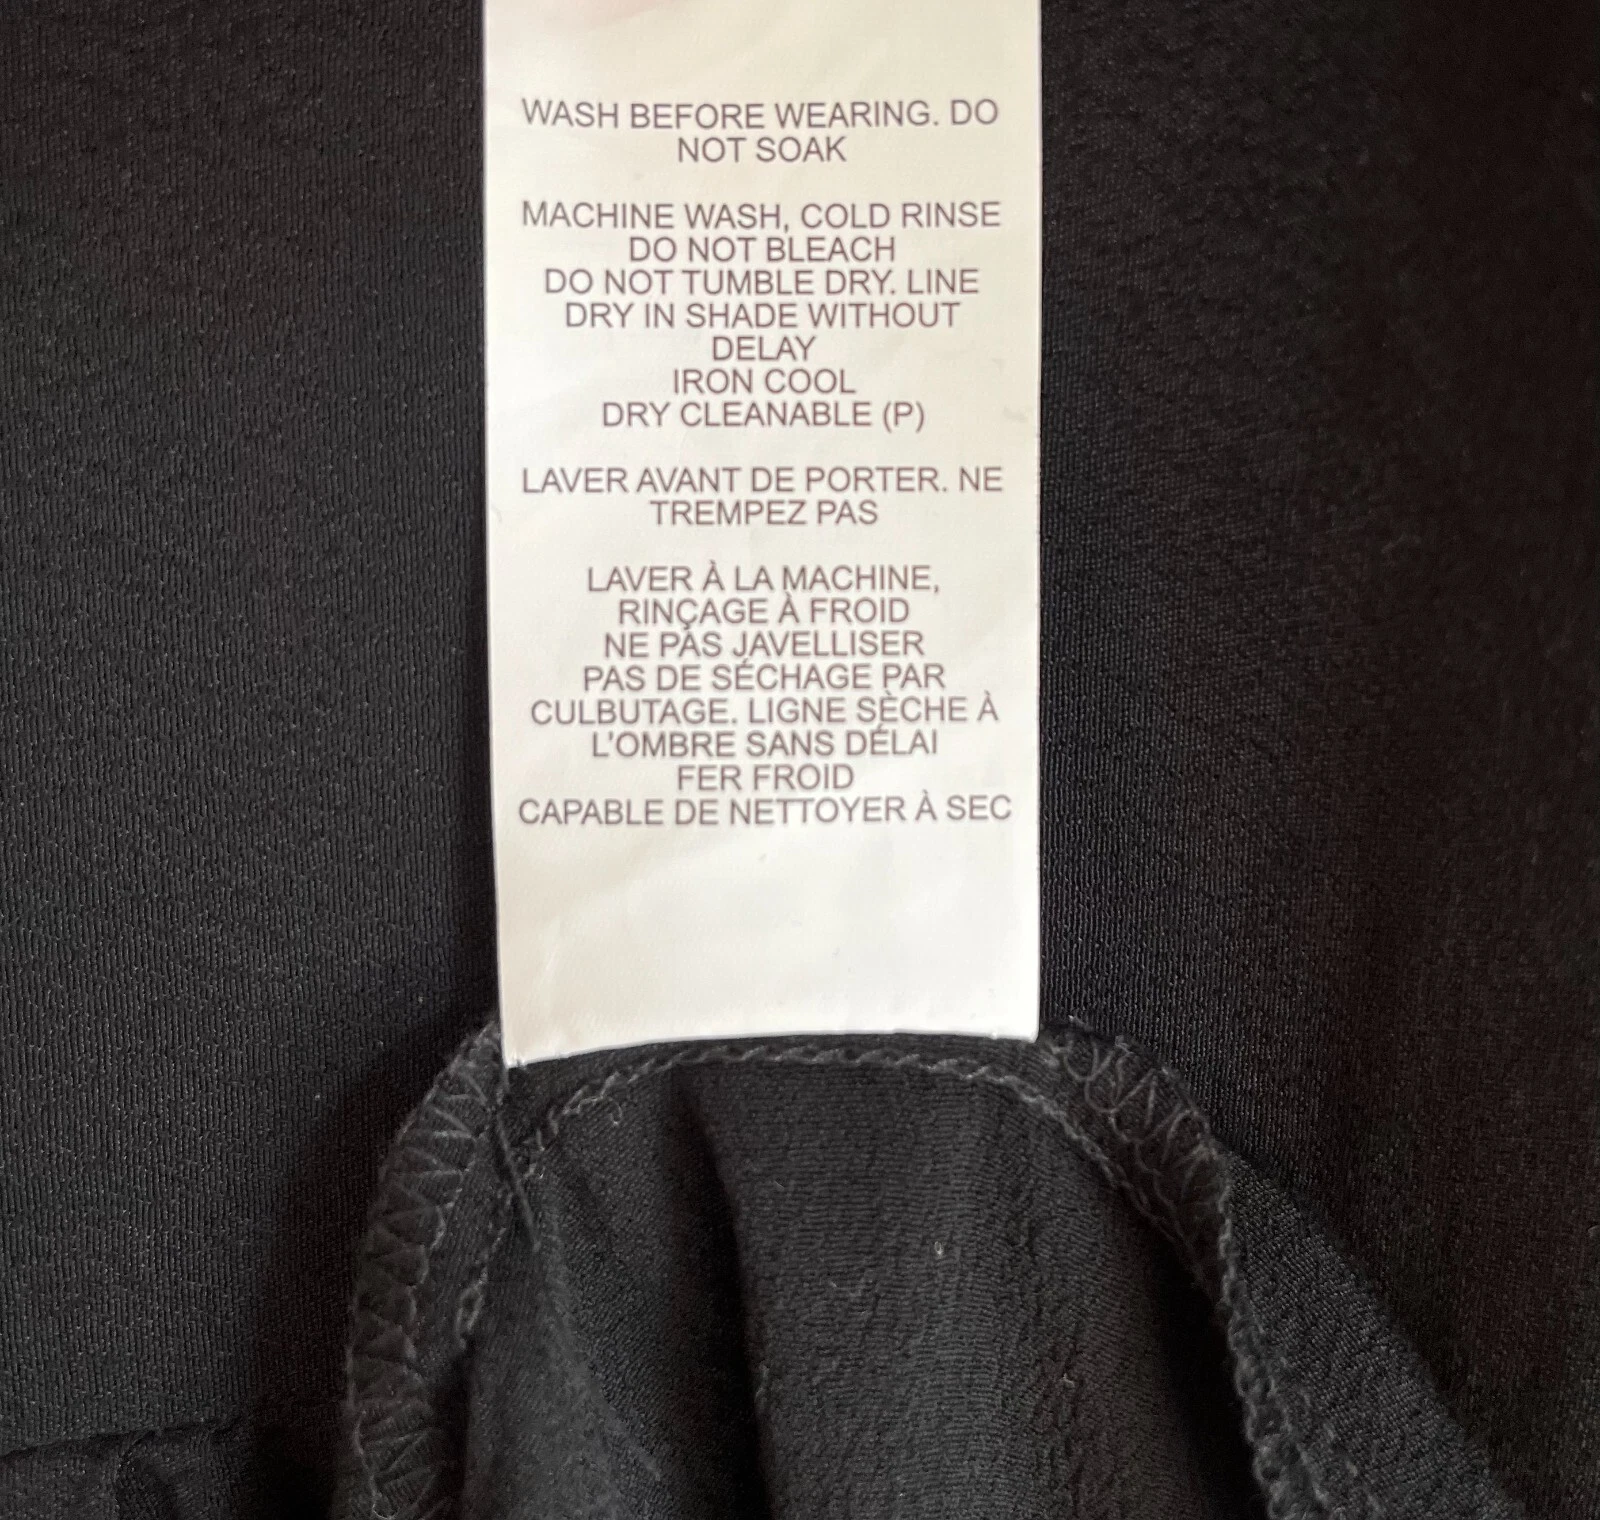 WASH BEFORE WEARING. DO
NOT SOAK
MACHINE WASH, COLD RINSE
DO NOT BLEACH
DO NOT TUMBLE DRY. LINE
DRY IN SHADE WITHOUT
DELAY
IRON COOL
DRY CLEANABLE (P)
LAVER AVANT DE PORTER. NE
TREMPEZ PAS
LAVER À LA MACHINE,
RINÇAGE À FROID
NE PAS JAVELLISER
PAS DE SÉCHAGE PAR
CULBUTAGE. LIGNE SÈCHE À
L'OMBRE SANS DÉLAI
FER FROID
CAPABLE DE NETTOYER À SEC